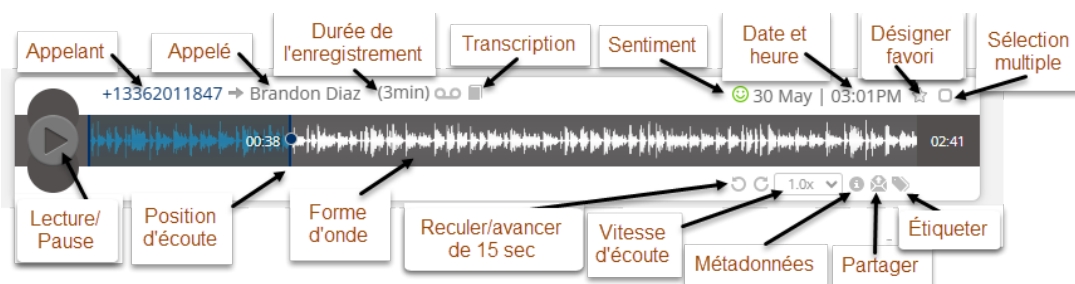 Appelant
Appelé
Durée de
l'enregistrement
Transcription
Sentiment
Date et
heure
Désigner
favori
Sélection
multiple
+13362011847 → Brandon Diaz (3min)
30 May | 03:01PM
00:38
02:41
1.0x
Lecture/
Pause
Position
d'écoute
Forme
d'onde
Reculer/avancer
de 15 sec
Vitesse
d'écoute
Métadonnées
Partager
Étiqueter